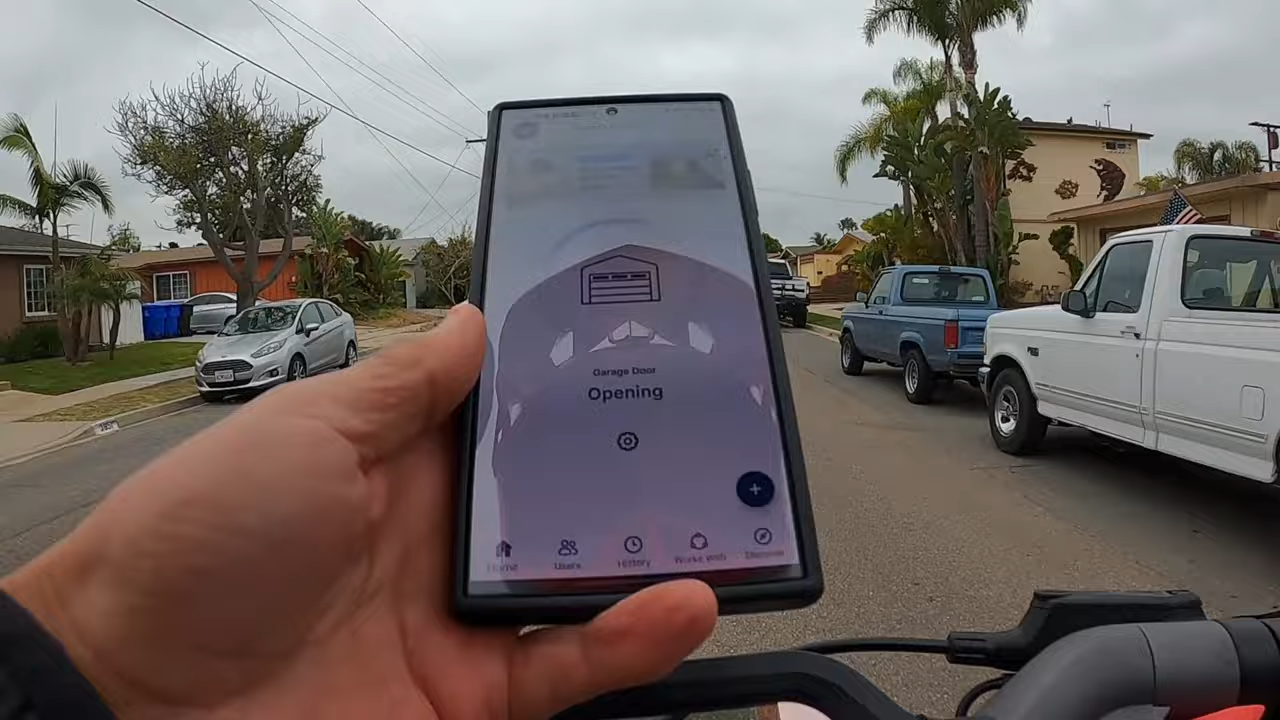 Garage Door
Opening
+
Home
Users
History
Works With
Discover